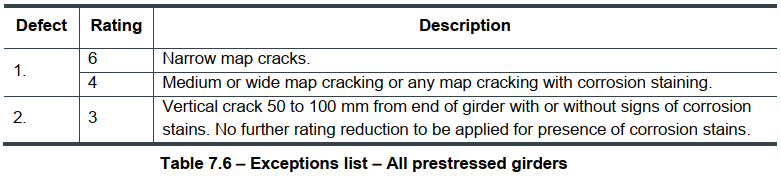 Defect Rating Description
1.
6 Narrow map cracks.
4 Medium or wide map cracking or any map cracking with corrosion staining.
2. 3 Vertical crack 50 to 100 mm from end of girder with or without signs of corrosion
stains. No further rating reduction to be applied for presence of corrosion stains.
Table 7.6 – Exceptions list – All prestressed girders